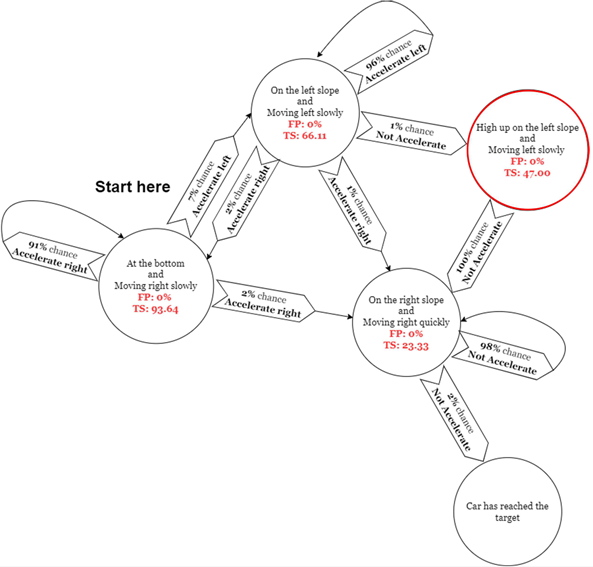 96% chance
Accelerate left
On the left slope
and
Moving left slowly
FP: 0%
TS: 66.11
1% chance
Not Accelerate
High up on the left slope
and
Moving left slowly
FP: 0%
TS: 47.00
Start here
7% chance
Accelerate left
2% chance
Accelerate right
1% chance
Accelerate right
100% chance
Not Accelerate
91% chance
Accelerate right
At the bottom
and
Moving right slowly
FP: 0%
TS: 93.64
2% chance
Accelerate right
On the right slope
and
Moving right quickly
FP: 0%
TS: 23.33
98% chance
Not Accelerate
2% chance
Not Accelerate
Car has reached the
target